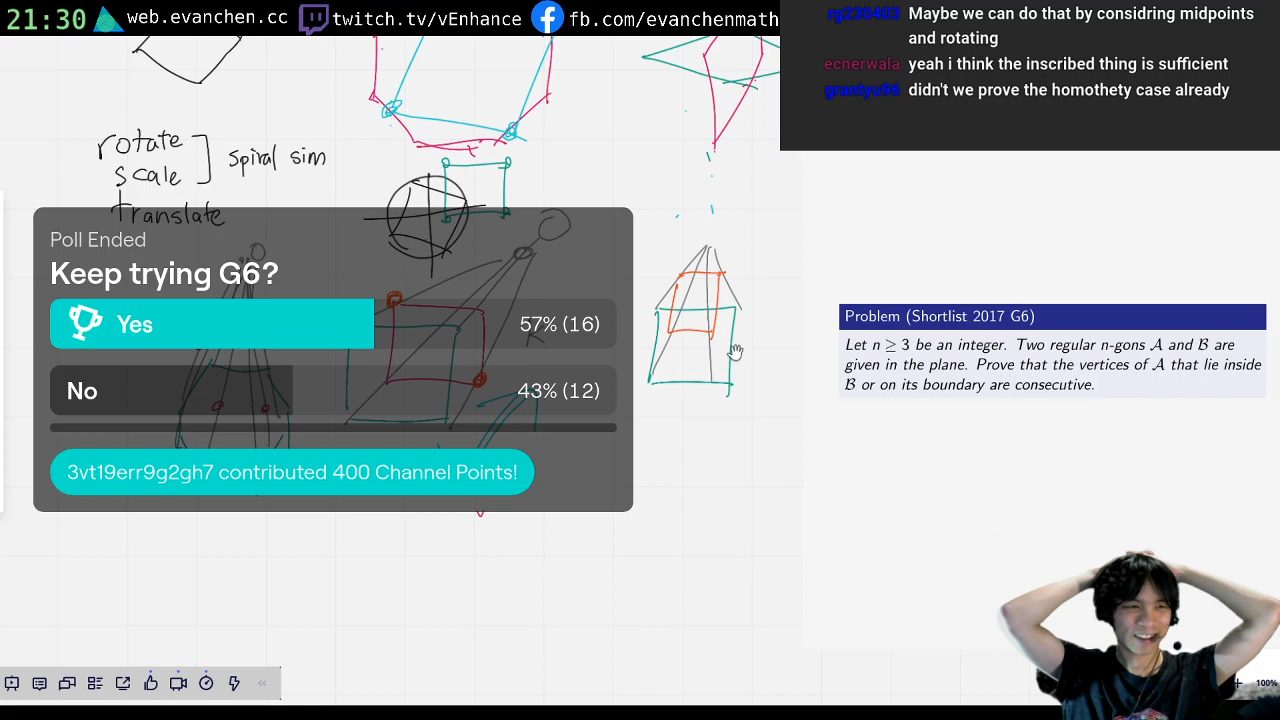 21:30 web.evanchen.cc twitch.tv/vEnhance fb.com/evanchenmath
rg230403 Maybe we can do that by considring midpoints
and rotating
ecnerwala yeah i think the inscribed thing is sufficient
grantyu96 didn't we prove the homothety case already
rotate
scale
spiral sim
translate
Poll Ended
Keep trying G6?
Yes 57% (16)
No 43% (12)
3vt19err9g2gh7 contributed 400 Channel Points!
Problem (Shortlist 2017 G6)
Let n ≥ 3 be an integer. Two regular n-gons A and B are
given in the plane. Prove that the vertices of A that lie inside
B or on its boundary are consecutive.
100%